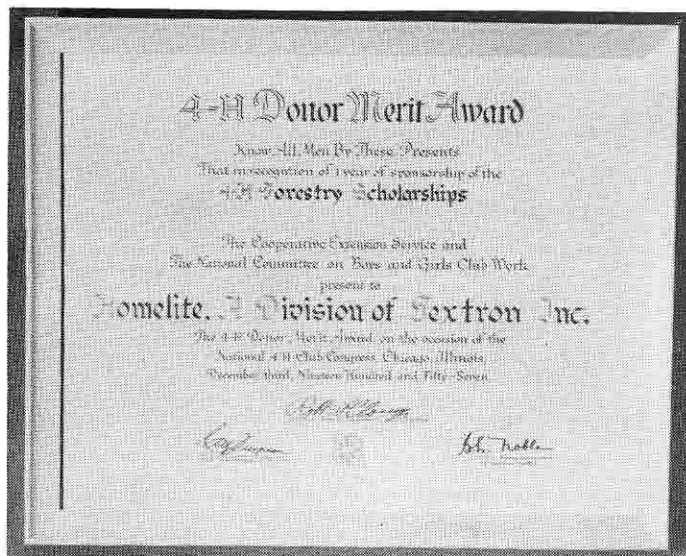 4-H Donor Merit Award
Know All Men By These Presents
That in recognition of 1 year of sponsorship of the
4-H Forestry Scholarships
The Cooperative Extension Service and
The National Committee on Boys and Girls Club Work
present to
Homelite, A Division of Textron Inc.
The 4-H Donor Merit Award, on the occasion of the
National 4-H Club Congress, Chicago, Illinois,
December third, Nineteen Hundred and Fifty-Seven.
Noble